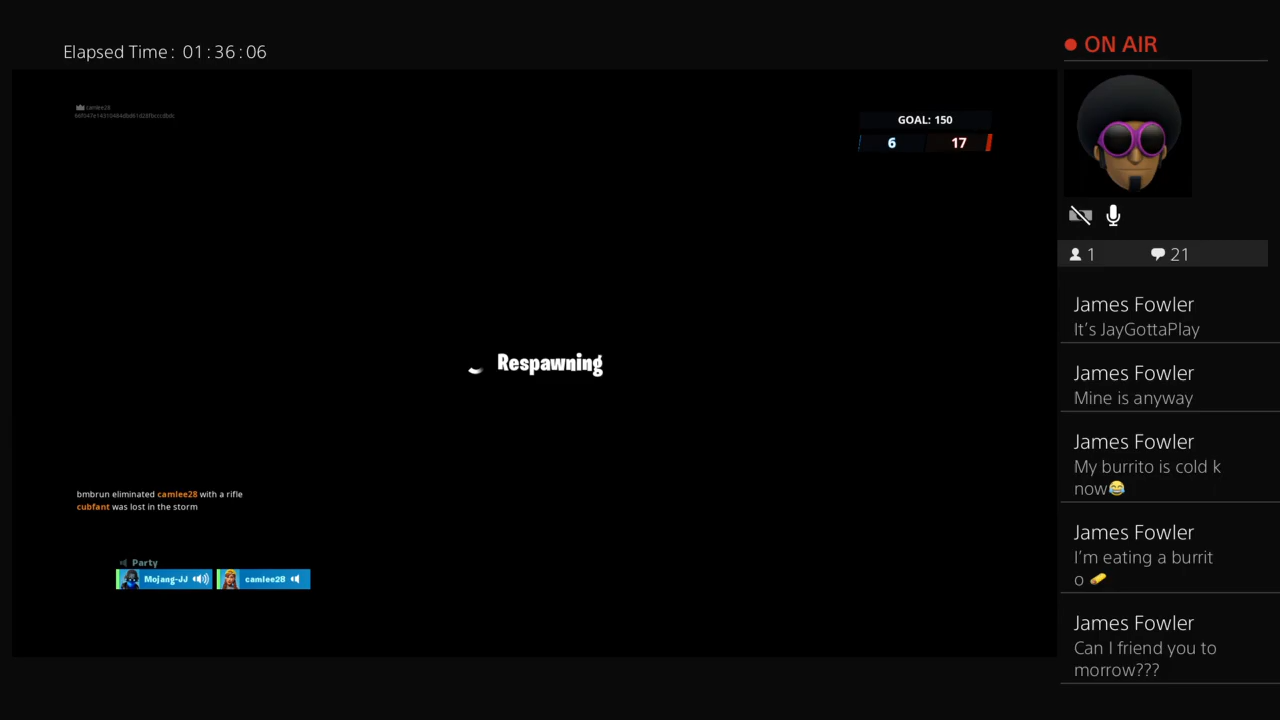 Elapsed Time: 01:36:06
ON AIR
camlee28
GOAL: 150
6 17
1 21
James Fowler
It’s JayGottaPlay
James Fowler
Mine is anyway
James Fowler
My burrito is cold k
now😂
James Fowler
I’m eating a burrit
o 🌯
James Fowler
Can I friend you to
morrow???
Respawning
bmbrun eliminated camlee28 with a rifle
cubfant was lost in the storm
Party
Mojang-JJ camlee28